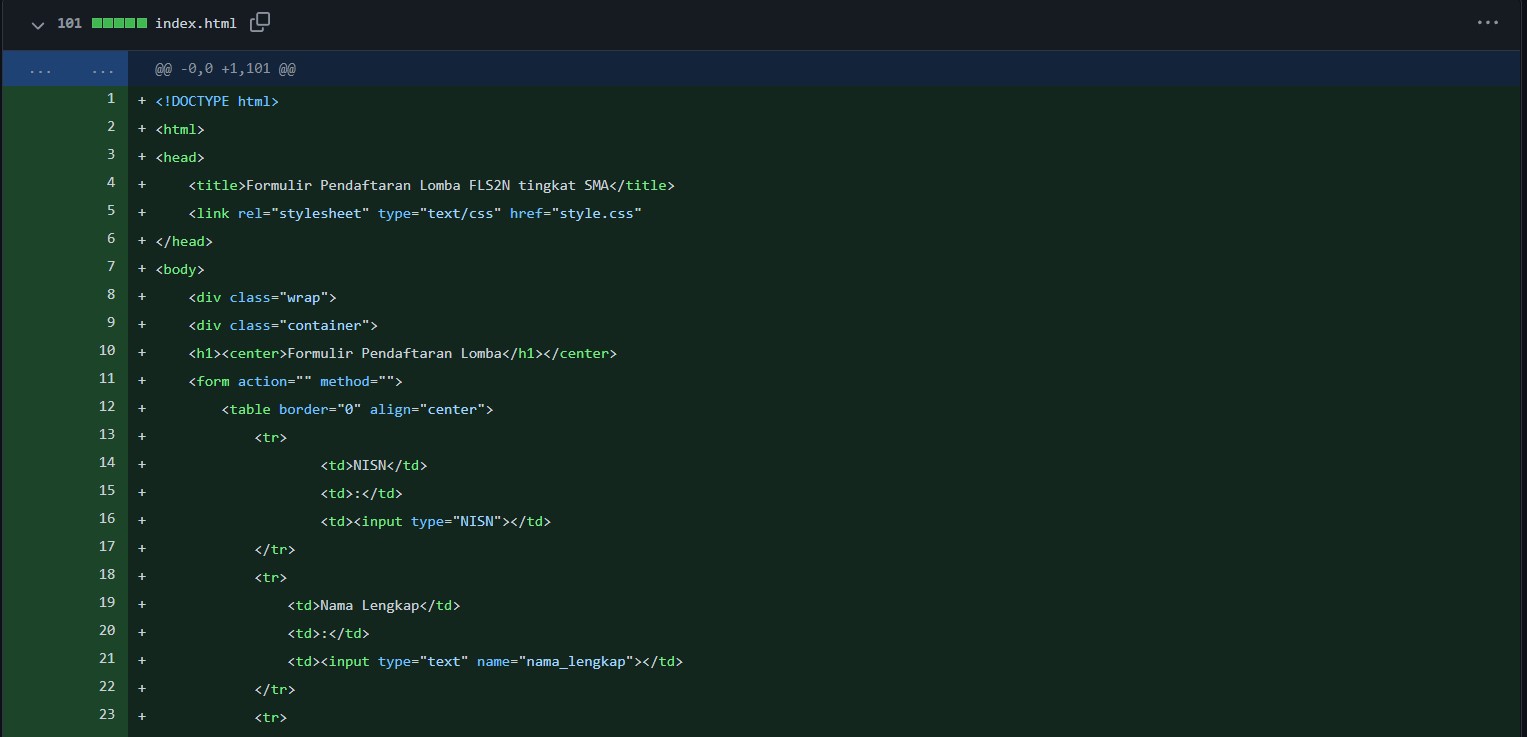 101 index.html
... ... @@ -0,0 +1,101 @@
1 + <!DOCTYPE html>
2 + <html>
3 + <head>
4 +     <title>Formulir Pendaftaran Lomba FLS2N tingkat SMA</title>
5 +     <link rel="stylesheet" type="text/css" href="style.css"
6 + </head>
7 + <body>
8 +     <div class="wrap">
9 +     <div class="container">
10 +     <h1><center>Formulir Pendaftaran Lomba</h1></center>
11 +     <form action="" method="">
12 +         <table border="0" align="center">
13 +             <tr>
14 +                     <td>NISN</td>
15 +                     <td>:</td>
16 +                     <td><input type="NISN"></td>
17 +             </tr>
18 +             <tr>
19 +                 <td>Nama Lengkap</td>
20 +                 <td>:</td>
21 +                 <td><input type="text" name="nama_lengkap"></td>
22 +             </tr>
23 +             <tr>